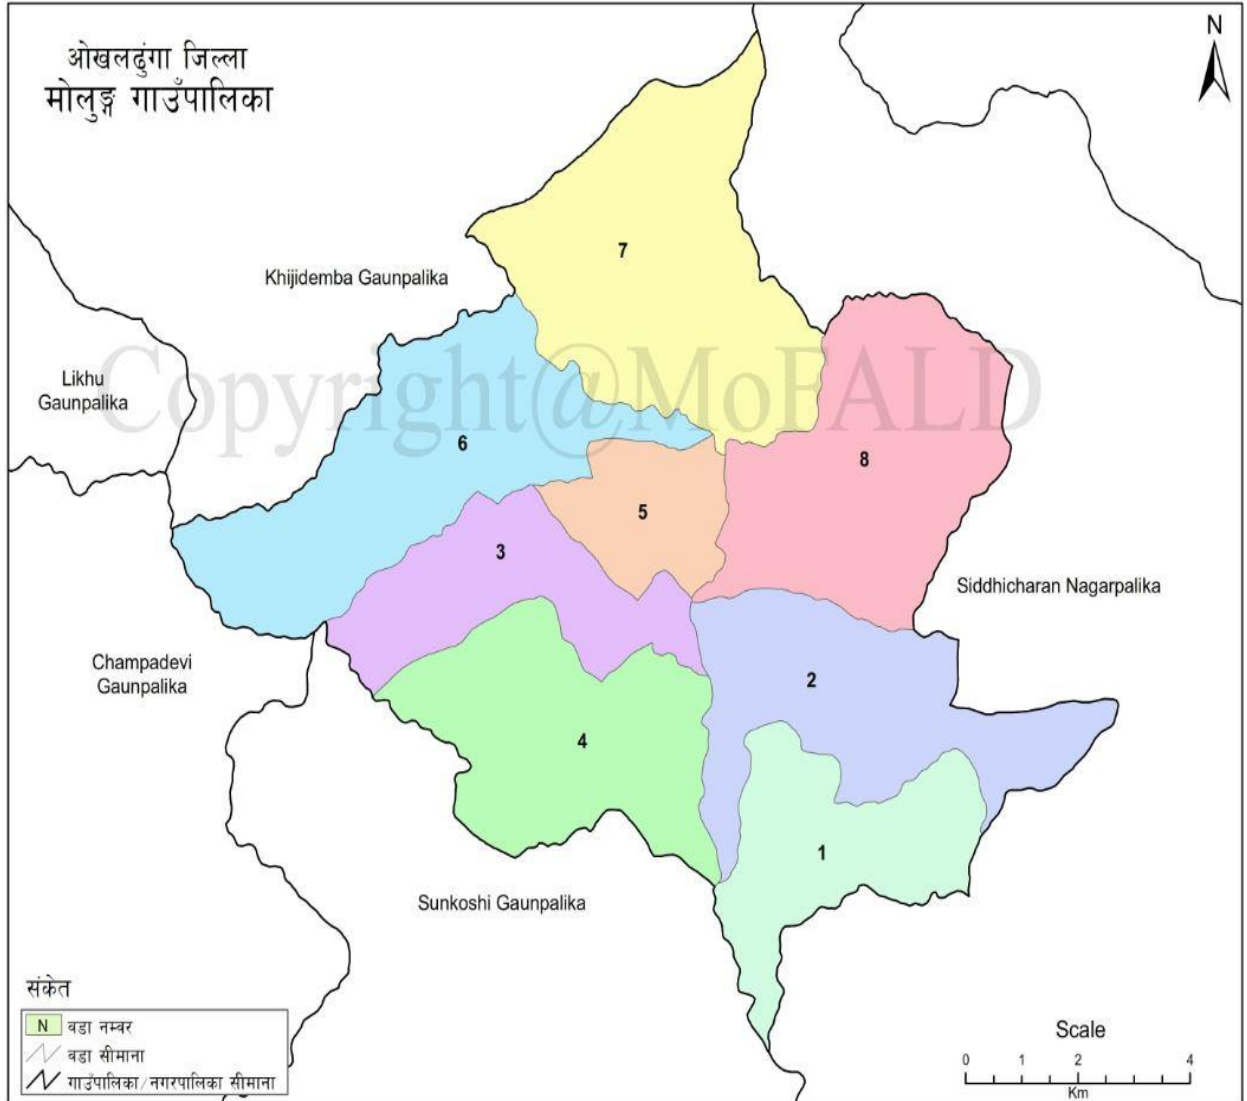 ओखलढुंगा जिल्ला
मोलुङ्ग गाउँपालिका
N
7
Khijidemba Gaunpalika
Copyright@MoFALD
Likhu
Gaunpalika
6
8
5
3
Siddhicharan Nagarpalika
Champadevi
Gaunpalika
2
4
1
Sunkoshi Gaunpalika
संकेत
N वडा नम्बर
वडा सीमाना
गाउँपालिका/नगरपालिका सीमाना
Scale
0 1 2 4
Km